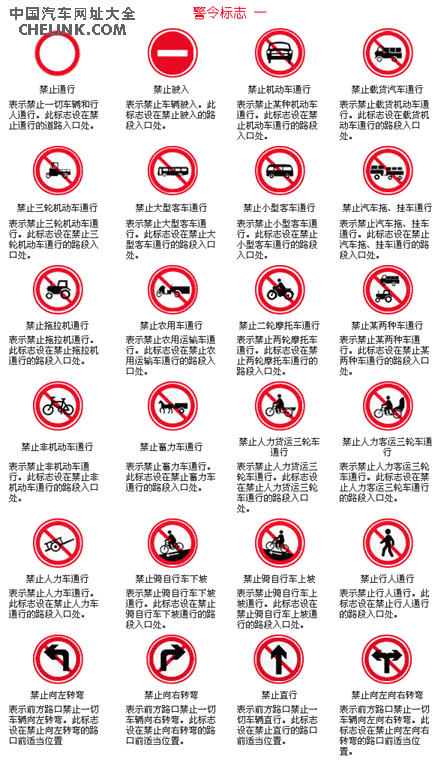 中国汽车网址大全
CHELINK.COM
警令标志 一
禁止通行
表示禁止一切车辆和行
人通行。此标志设在禁
止通行的道路入口处。
禁止驶入
表示禁止车辆驶入。此
标志设在禁止驶入的路
段入口处。
禁止机动车通行
表示禁止某种机动车
通行。此标志设在禁止
机动车通行的路段
入口处。
禁止载货汽车通行
表示禁止载货机动车通
行。此标志设在载货机
动车通行的路段入口
处。
禁止三轮机动车通行
表示禁止三轮机动车通
行。此标志设在禁止三
轮机动车通行的路段入
口处。
禁止大型客车通行
表示禁止大型客车通
行。此标志设在禁止大
型客车通行的路段入口
处。
禁止小型客车通行
表示禁止小型客车通
行。此标志设在禁止
小型客车通行的路段
入口处。
禁止汽车拖、挂车通行
表示禁止汽车拖、挂车
通行。此标志设在禁止
汽车拖、挂车通行的路
段入口处。
禁止拖拉机通行
表示禁止拖拉机通行。
此标志设在禁止拖拉机
通行的路段入口处。
禁止农用车通行
表示禁止农用运输车通
行。此标志设在禁止农
用运输车通行的路段入
口处。
禁止二轮摩托车通行
表示禁止两轮摩托车
通行。此标志设在禁
止两轮摩托车通行的
路段入口处。
禁止某两种车通行
表示禁止某两种车通
行。此标志设在禁止某
两种车通行的路段入口
处。
禁止非机动车通行
表示禁止非机动车通
行。此标志设在禁止非
机动车通行的路段入口
处。
禁止畜力车通行
表示禁止畜力车通行。
此标志设在禁止畜力车
通行的路段入口处。
禁止人力货运三轮车
通行
表示禁止人力货运三
轮车通行。此标志设
在禁止人力货运三轮
车通行的路段入口
处。
禁止人力客运三轮车通
行
表示禁止人力客运三轮
车通行。此标志设在禁
止人力客运三轮车通行
的路段入口处。
禁止人力车通行
表示禁止人力车通行。
此标志设在禁止人力车
通行的路段入口处。
禁止骑自行车下坡
表示禁止骑自行车下坡
通行。此标志设在禁止
骑自行车下坡通行的路
段入口处。
禁止骑自行车上坡
表示禁止骑自行车上
坡通行。此标志设在
禁止骑自行车上坡通
行的路段入口处。
禁止行人通行
表示禁止行人通行。此
标志设在禁止行人通行
的路段入口处。
禁止向左转弯
表示前方路口禁止一切
车辆向左转弯。此标志
设在禁止向左转弯的路
口前适当位置
禁止向右转弯
表示前方路口禁止一切
车辆向右转弯。此标志
设在禁止向右转弯的路
口前适当位置。
禁止直行
表示前方路口禁止一
切车辆直行。此标志
设在禁止直行的路口
前适当位置。
禁止向左向右转弯
表示前方路口禁止一切
车辆向左向右转弯。此
标志设在禁止向左向右
转弯的路口前适当位
置。